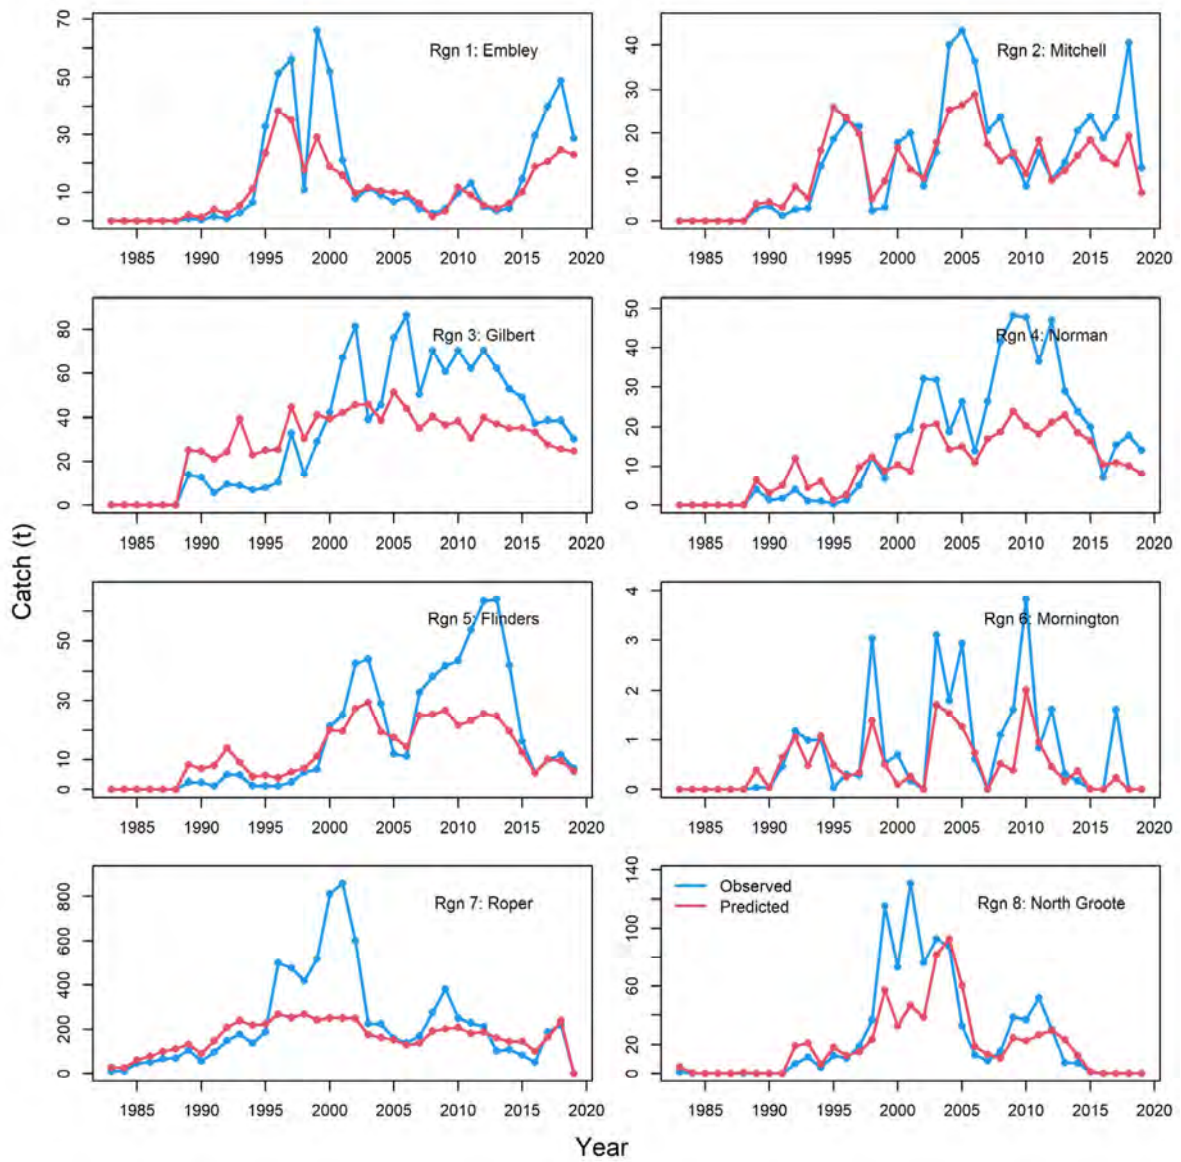 Rgn 1: Embley
70
50
30
10
0
1985 1990 1995 2000 2005 2010 2015 2020
Rgn 2: Mitchell
40
30
20
10
0
1985 1990 1995 2000 2005 2010 2015 2020
Rgn 3: Gilbert
80
60
40
20
0
1985 1990 1995 2000 2005 2010 2015 2020
Rgn 4: Norman
50
40
30
20
10
0
1985 1990 1995 2000 2005 2010 2015 2020
Catch (t)
Rgn 5: Flinders
50
30
10
0
1985 1990 1995 2000 2005 2010 2015 2020
Rgn 6: Mornington
4
3
2
1
0
1985 1990 1995 2000 2005 2010 2015 2020
Rgn 7: Roper
800
600
400
200
0
1985 1990 1995 2000 2005 2010 2015 2020
Observed
Predicted
Rgn 8: North Groote
140
100
60
20
0
1985 1990 1995 2000 2005 2010 2015 2020
Year